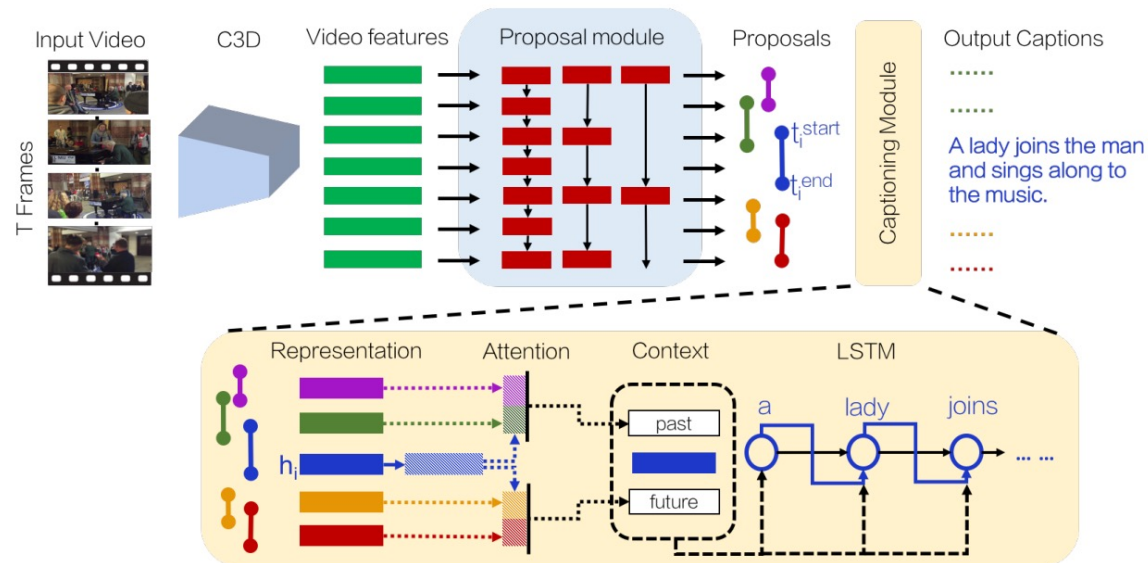 Input Video
C3D
Video features
Proposal module
Proposals
Output Captions
T Frames
t_i^start
t_i^end
Captioning Module
......
......
A lady joins the man
and sings along to
the music.
......
......
Representation
Attention
Context
LSTM
h_i
past
future
a
lady
joins
... ...